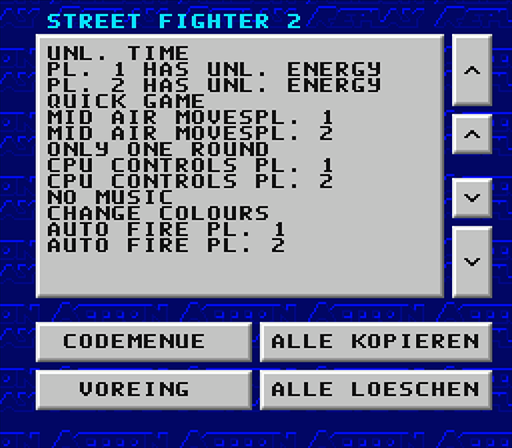 STREET FIGHTER 2
UNL. TIME
PL. 1 HAS UNL. ENERGY
PL. 2 HAS UNL. ENERGY
QUICK GAME
MID AIR MOVESPL. 1
MID AIR MOVESPL. 2
ONLY ONE ROUND
CPU CONTROLS PL. 1
CPU CONTROLS PL. 2
NO MUSIC
CHANGE COLOURS
AUTO FIRE PL. 1
AUTO FIRE PL. 2
CODEMENUE
ALLE KOPIEREN
VOREING
ALLE LOESCHEN